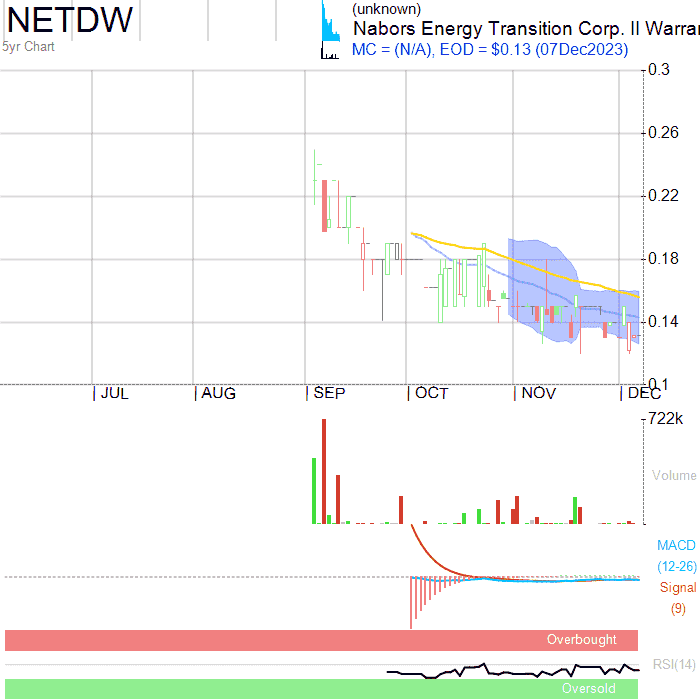 NETDW
5yr Chart
(unknown)
Nabors Energy Transition Corp. II Warrar
MC = (N/A), EOD = $0.13 (07Dec2023)
0.3
0.26
0.22
0.18
0.14
0.1
JUL AUG SEP OCT NOV DEC
722k
Volume
MACD
(12-26)
Signal
(9)
Overbought
RSI(14)
Oversold